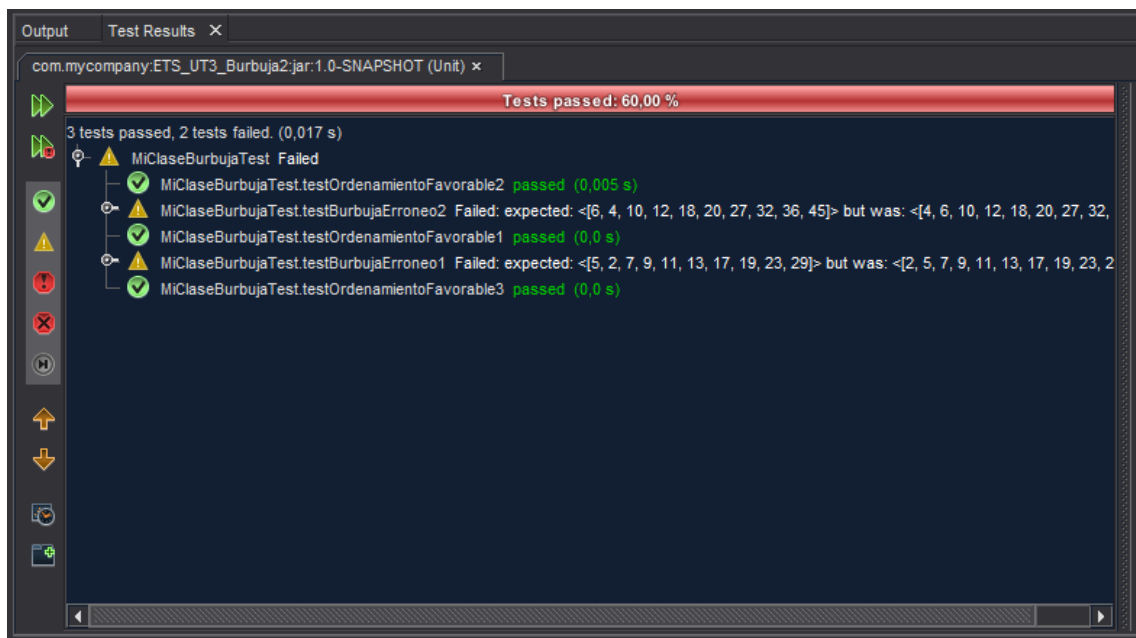 Output Test Results
com.mycompany:ETS_UT3_Burbuja2:jar:1.0-SNAPSHOT (Unit)
Tests passed: 60,00 %
3 tests passed, 2 tests failed. (0,017 s)
MiClaseBurbujaTest Failed
MiClaseBurbujaTest.testOrdenamientoFavorable2 passed (0,005 s)
MiClaseBurbujaTest.testBurbujaErroneo2 Failed: expected: <[6, 4, 10, 12, 18, 20, 27, 32, 36, 45]> but was: <[4, 6, 10, 12, 18, 20, 27, 32,
MiClaseBurbujaTest.testOrdenamientoFavorable1 passed (0,0 s)
MiClaseBurbujaTest.testBurbujaErroneo1 Failed: expected: <[5, 2, 7, 9, 11, 13, 17, 19, 23, 29]> but was: <[2, 5, 7, 9, 11, 13, 17, 19, 23, 2
MiClaseBurbujaTest.testOrdenamientoFavorable3 passed (0,0 s)